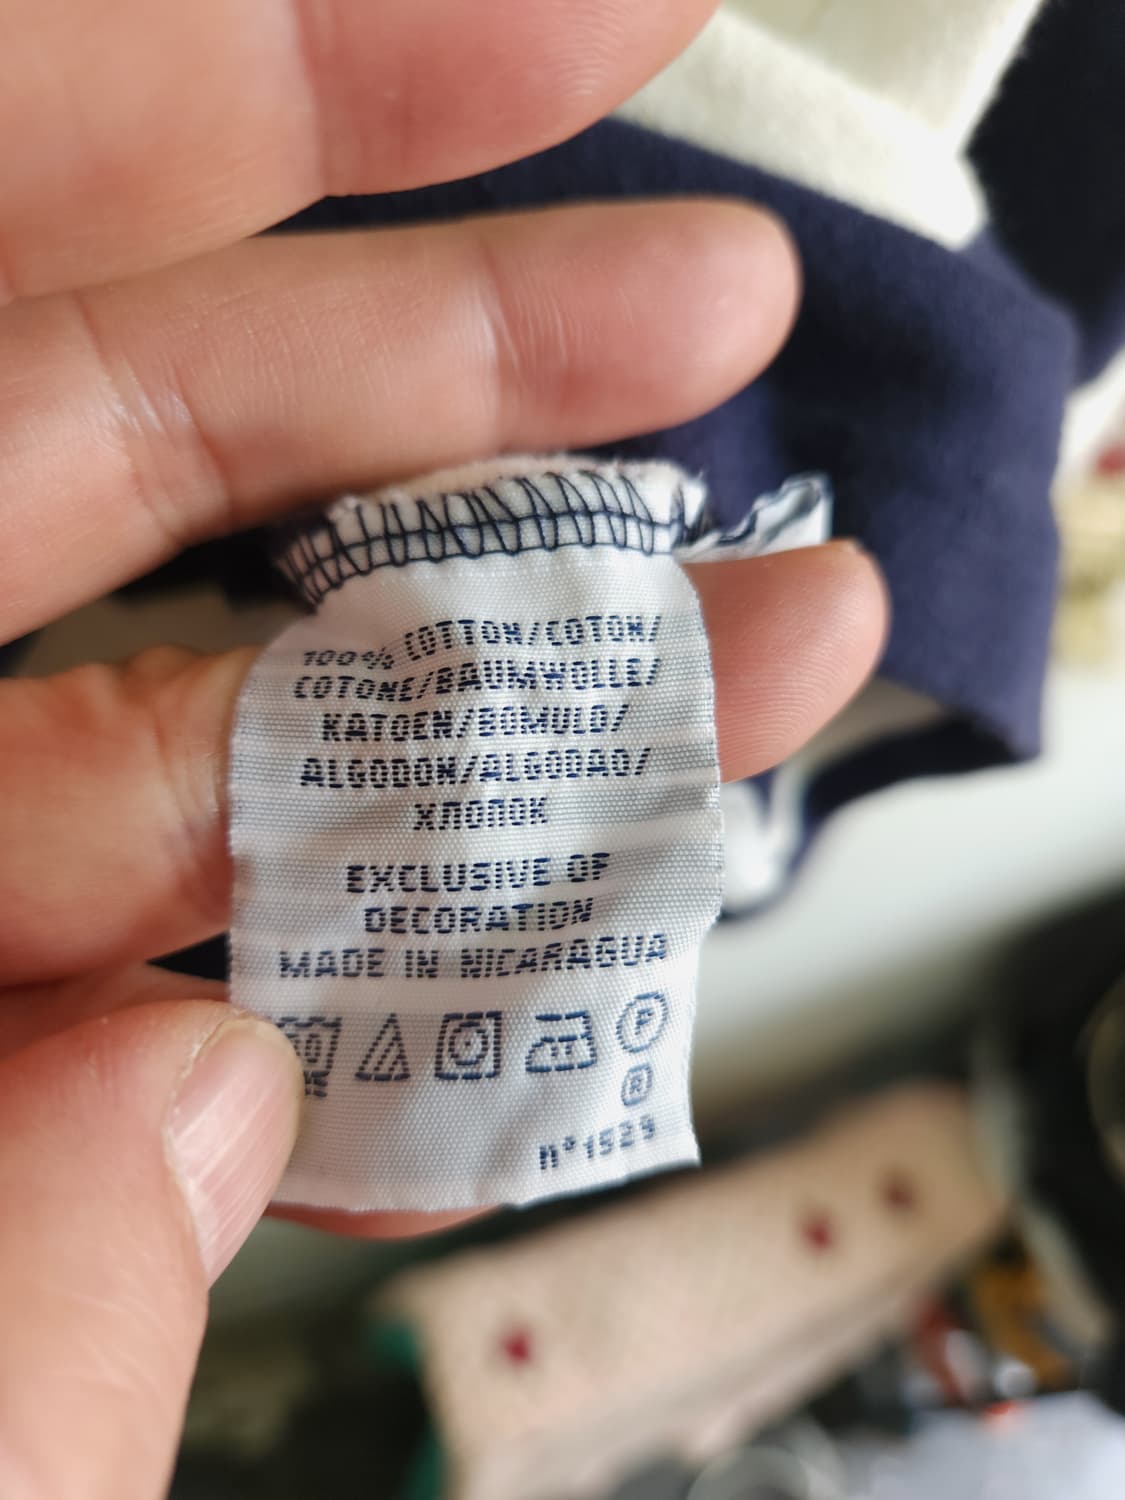 100% COTTON/COTON/
COTONE/BAUMWOLLE/
KATOEN/BOMULD/
ALGODON/ALGODAO/
ХЛОПОК
EXCLUSIVE OF
DECORATION
MADE IN NICARAGUA
P
®
n°1529